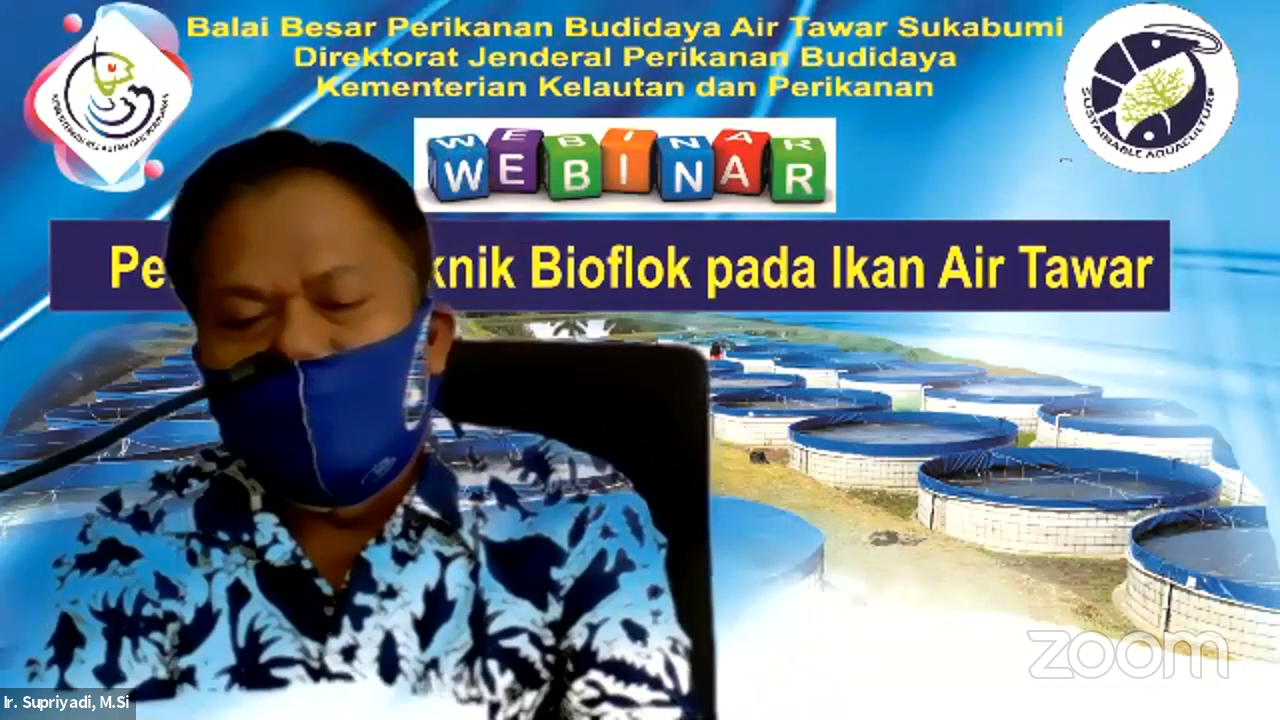 Balai Besar Perikanan Budidaya Air Tawar Sukabumi
Direktorat Jenderal Perikanan Budidaya
Kementerian Kelautan dan Perikanan
WEBINAR
WEBINAR
Pe knik Bioflok pada Ikan Air Tawar
SUSTAINABLE AQUACULTURE
zoom
Ir. Supriyadi, M.Si